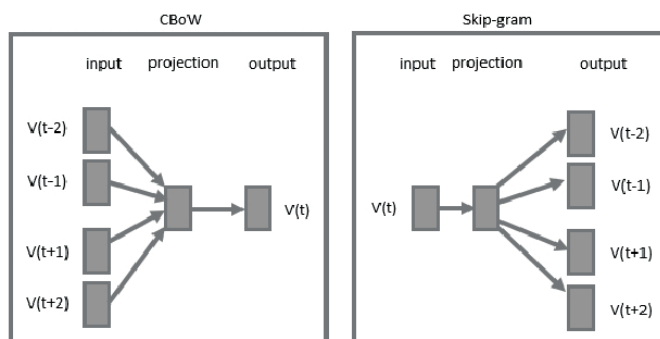 CBoW
input projection output
V(t-2)
V(t-1)
V(t)
V(t+1)
V(t+2)
Skip-gram
input projection output
V(t-2)
V(t-1)
V(t)
V(t+1)
V(t+2)